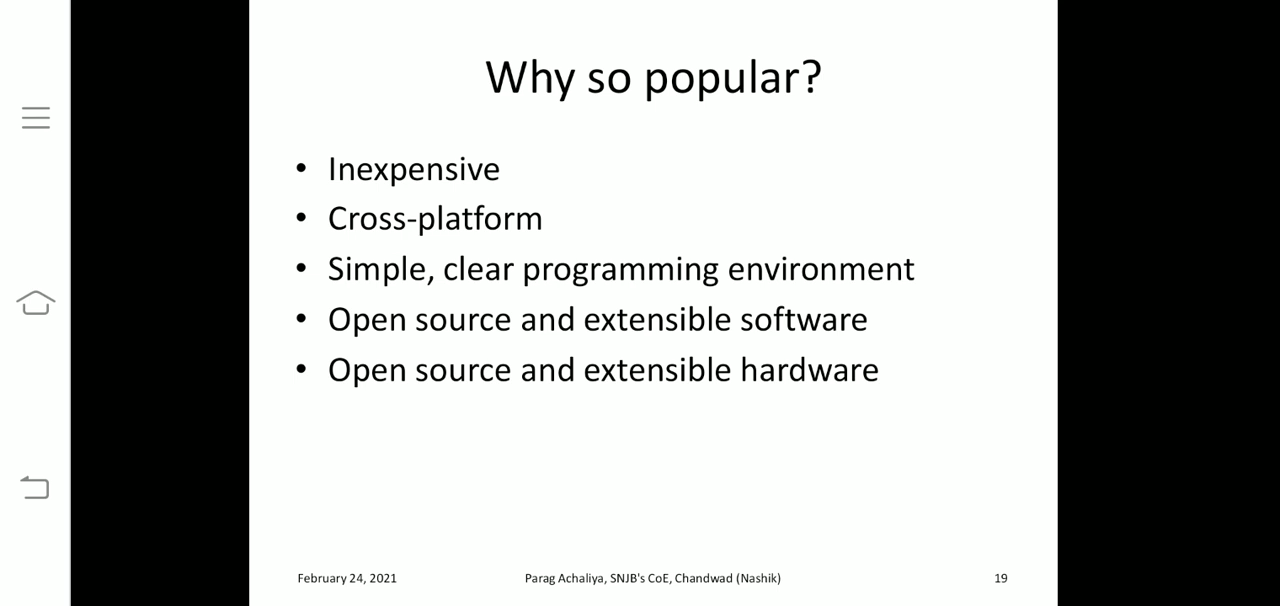 Why so popular?
• Inexpensive
• Cross-platform
• Simple, clear programming environment
• Open source and extensible software
• Open source and extensible hardware
February 24, 2021
Parag Achaliya, SNJB's CoE, Chandwad (Nashik)
19